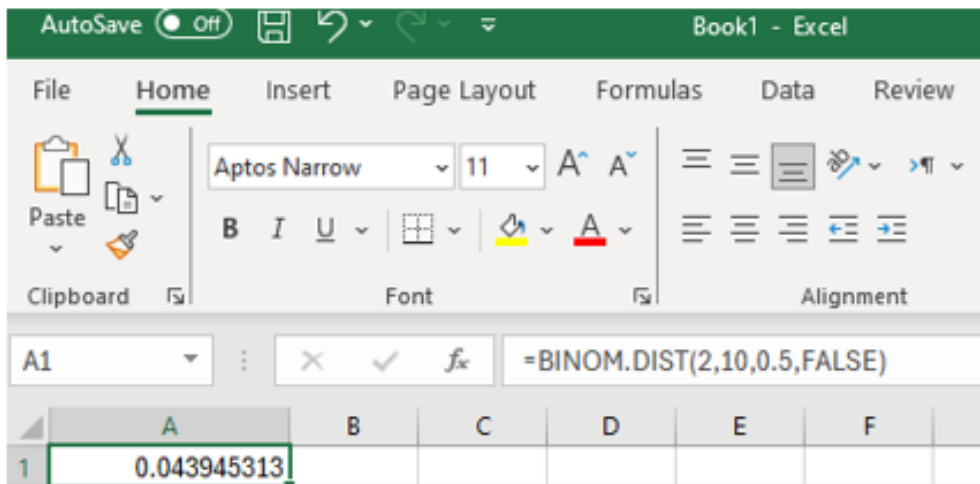 AutoSave Off Book1 - Excel
File Home Insert Page Layout Formulas Data Review
Aptos Narrow 11 A A
Paste
B I U A
Clipboard Font Alignment
A1 fx =BINOM.DIST(2,10,0.5,FALSE)
A B C D E F
1 0.043945313